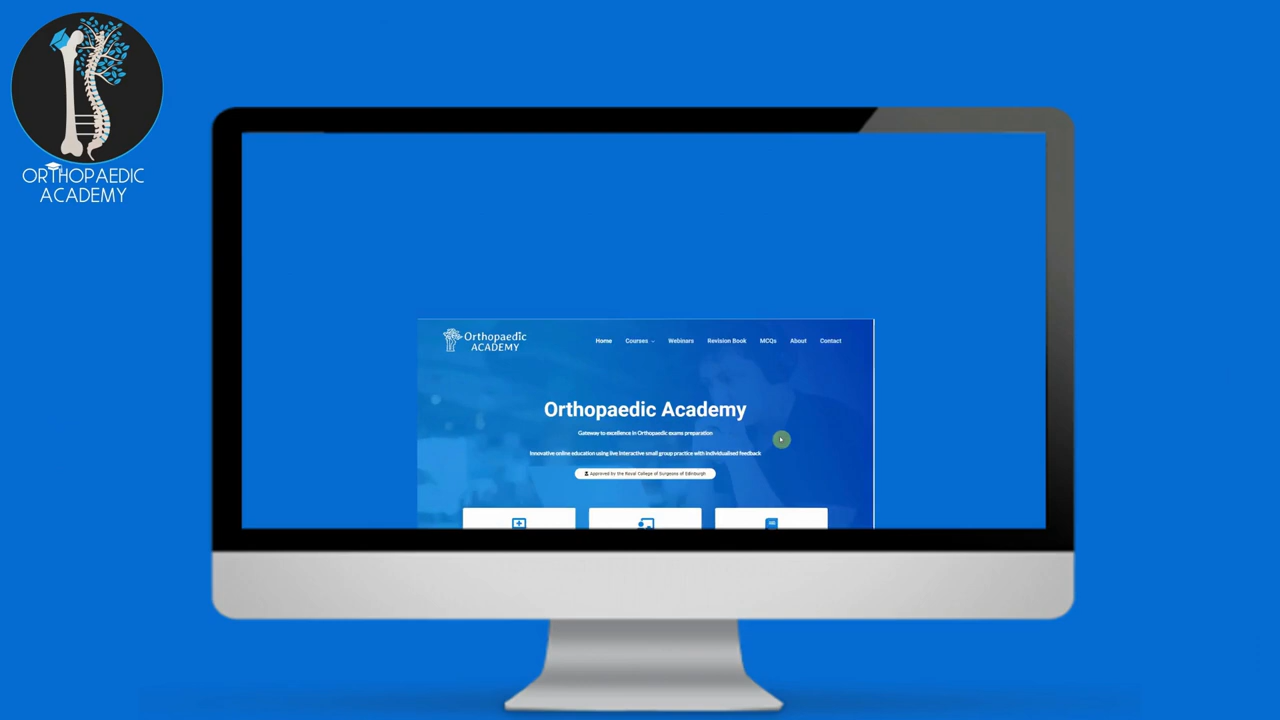 ORTHOPAEDIC
ACADEMY
Orthopaedic
ACADEMY
Home Courses Webinars Revision Book MCQs About Contact
Orthopaedic Academy
Gateway to excellence in Orthopaedic exams preparation
Innovative online education using live interactive small group practice with individualised feedback
Approved by the Royal College of Surgeons of Edinburgh